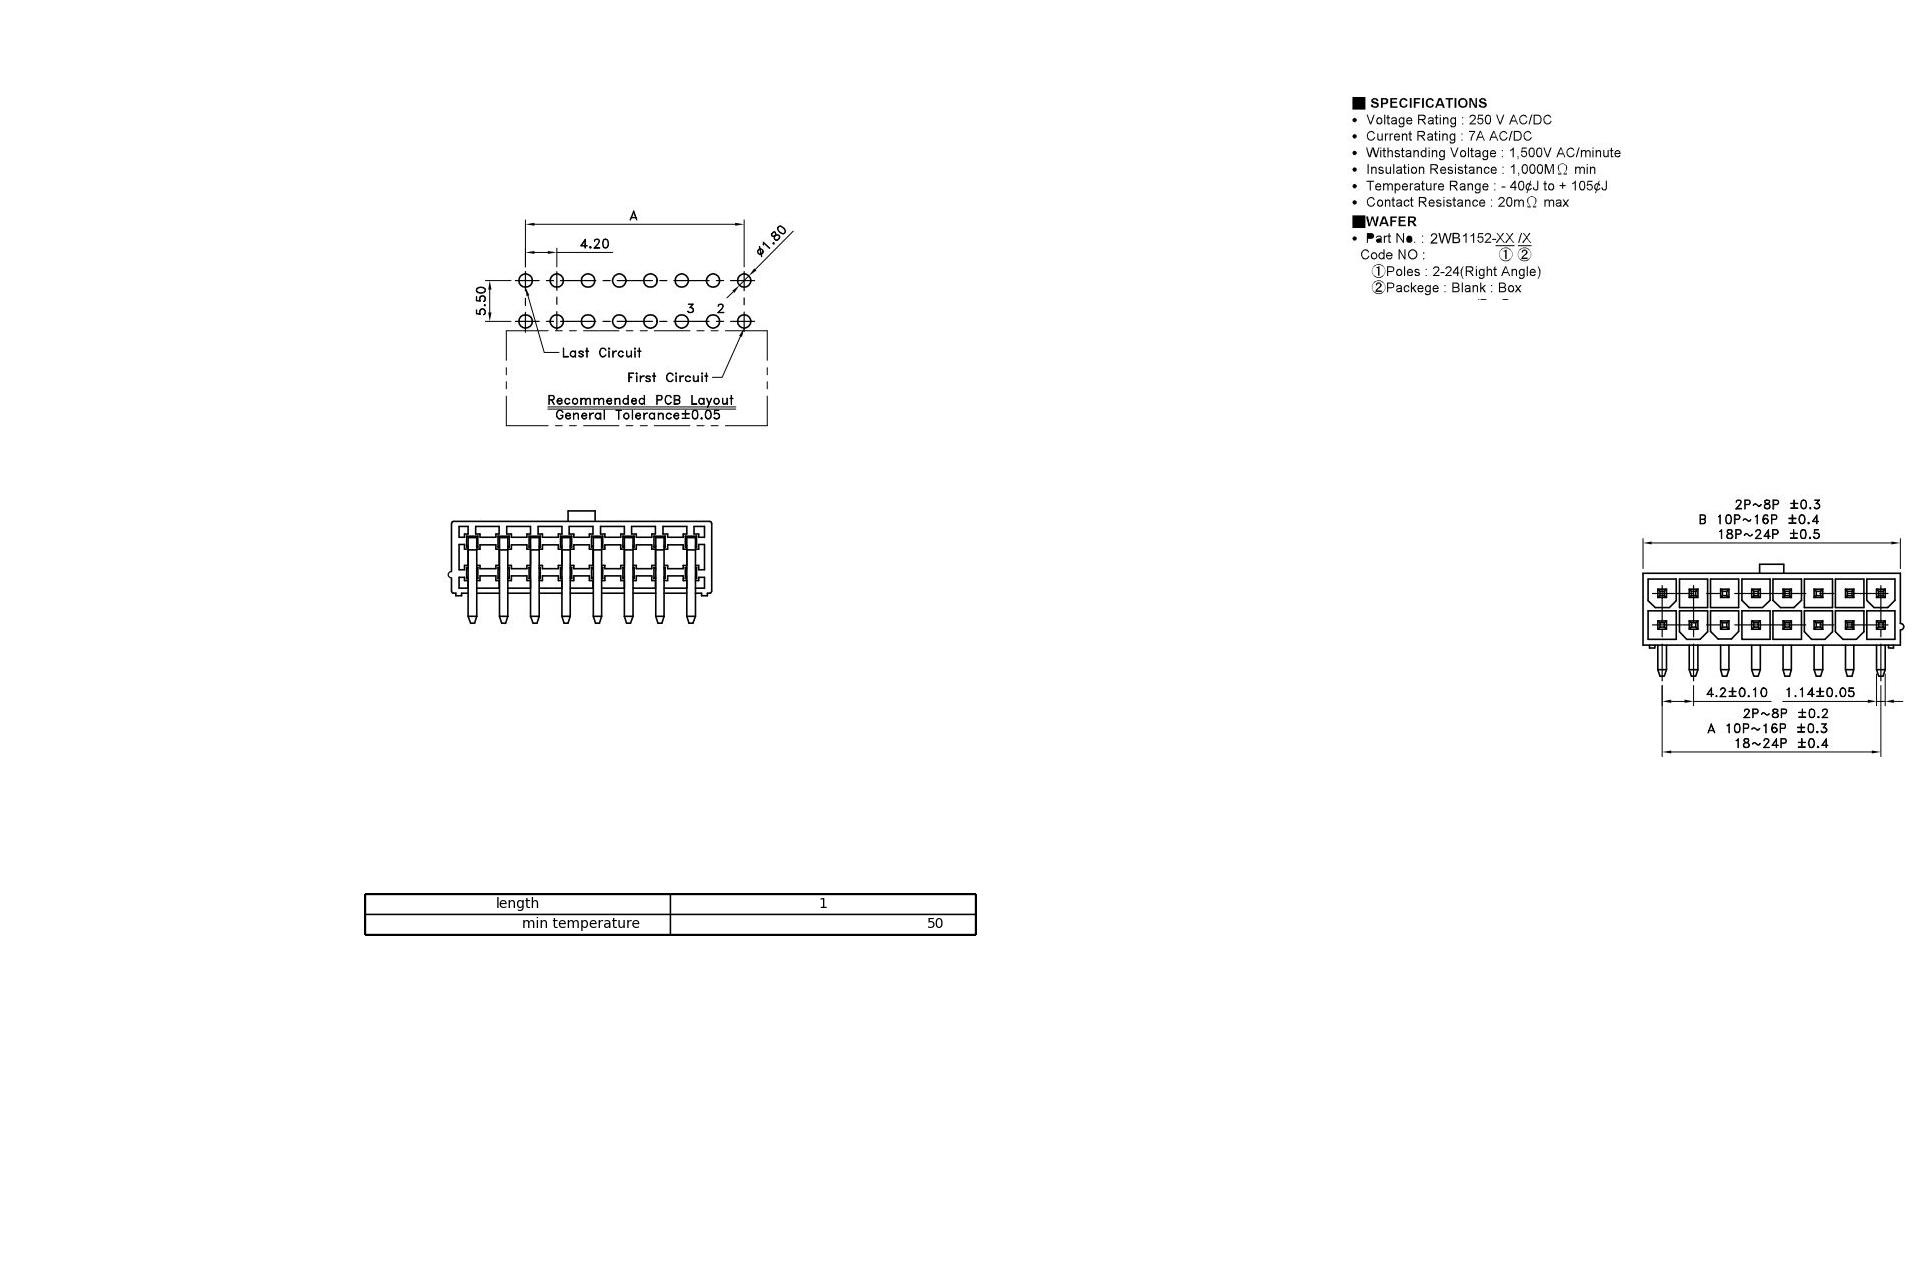 ■ SPECIFICATIONS
• Voltage Rating : 250 V AC/DC
• Current Rating : 7A AC/DC
• Withstanding Voltage : 1,500V AC/minute
• Insulation Resistance : 1,000MΩ min
• Temperature Range : - 40¢J to + 105¢J
• Contact Resistance : 20mΩ max
■WAFER
• Part No. : 2WB1152-XX /X
Code NO : ① ②
①Poles : 2-24(Right Angle)
②Packege : Blank : Box
A
4.20
ø1.80
5.50
3 2
Last Circuit
First Circuit
Recommended PCB Layout
General Tolerance±0.05
2P~8P ±0.3
B 10P~16P ±0.4
18P~24P ±0.5
4.2±0.10 1.14±0.05
2P~8P ±0.2
A 10P~16P ±0.3
18~24P ±0.4
length 1
min temperature 50